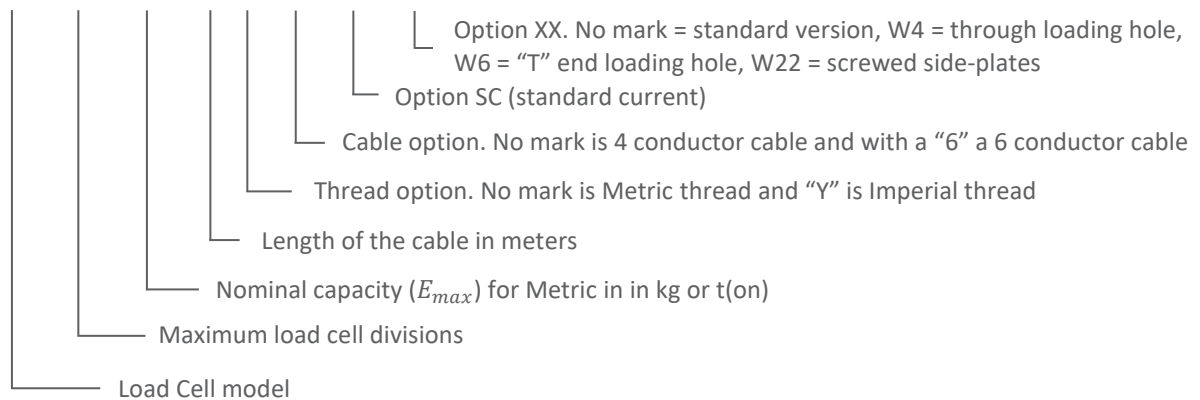 Option XX. No mark = standard version, W4 = through loading hole,
W6 = “T” end loading hole, W22 = screwed side-plates
Option SC (standard current)
Cable option. No mark is 4 conductor cable and with a “6” a 6 conductor cable
Thread option. No mark is Metric thread and “Y” is Imperial thread
Length of the cable in meters
Nominal capacity (E_max) for Metric in in kg or t(on)
Maximum load cell divisions
Load Cell model